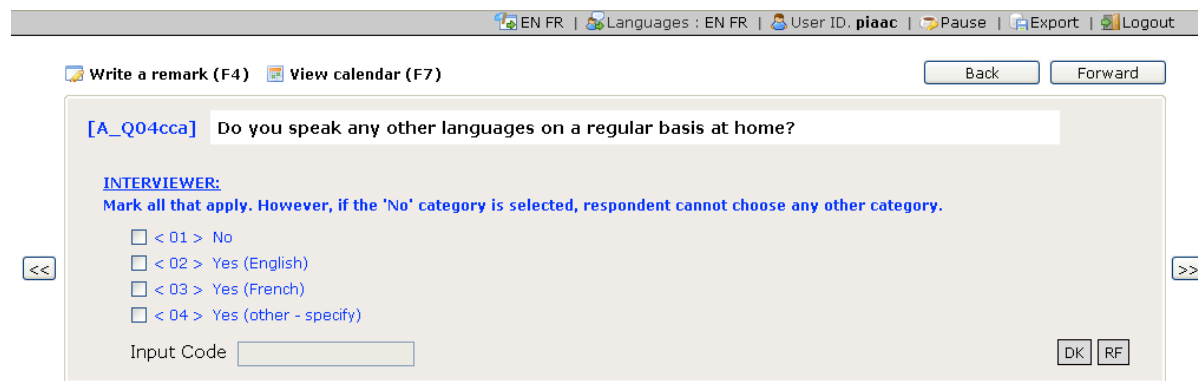 EN FR | Languages : EN FR | User ID. piaac | Pause | Export | Logout
Write a remark (F4) View calendar (F7) Back Forward
[A_Q04cca] Do you speak any other languages on a regular basis at home?
INTERVIEWER:
Mark all that apply. However, if the 'No' category is selected, respondent cannot choose any other category.
< 01 > No
<< < 02 > Yes (English) >>
< 03 > Yes (French)
< 04 > Yes (other - specify)
Input Code DK RF